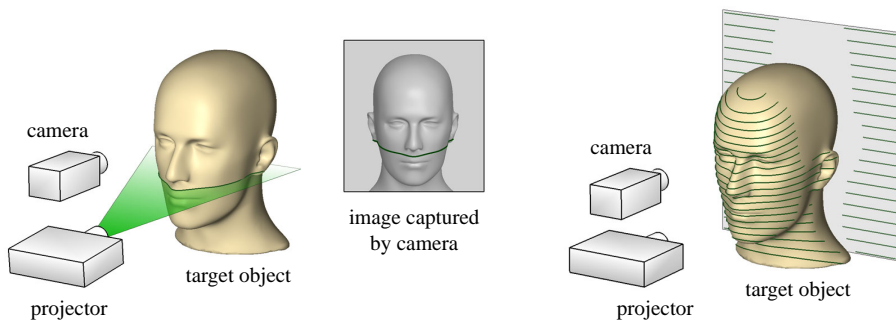 camera
projector
target object
image captured
by camera
camera
projector
target object